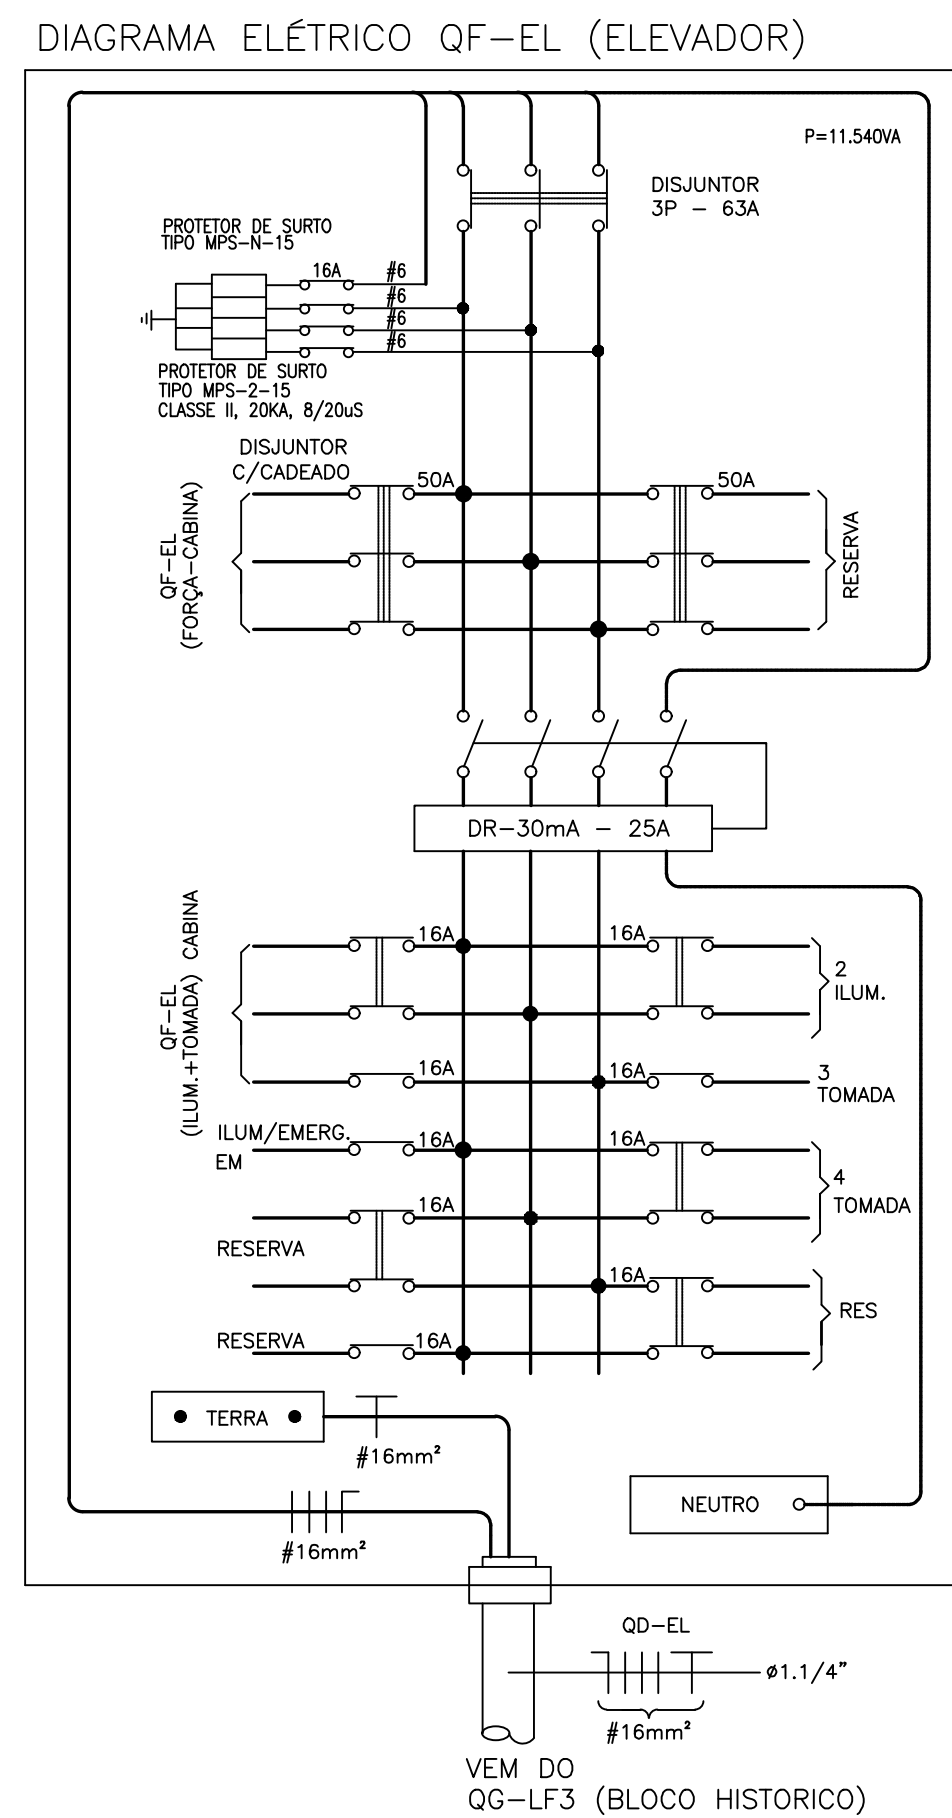 DIAGRAMA ELÉTRICO QF-EL (ELEVADOR)
P=11.540VA
DISJUNTOR
3P - 63A
PROTETOR DE SURTO
TIPO MPS-N-15
16A
#6
#6
#6
#6
PROTETOR DE SURTO
TIPO MPS-2-15
CLASSE II, 20KA, 8/20uS
DISJUNTOR
C/CADEADO
50A
50A
QF-EL
(FORÇA-CABINA)
RESERVA
DR-30mA - 25A
QF-EL
(ILUM.+TOMADA) CABINA
16A
16A
2
ILUM.
16A
16A
3
TOMADA
ILUM/EMERG.
EM
16A
16A
4
TOMADA
16A
RESERVA
16A
RES
RESERVA
16A
TERRA
#16mm²
NEUTRO
#16mm²
QD-EL
ø1.1/4"
#16mm²
VEM DO
QG-LF3 (BLOCO HISTORICO)